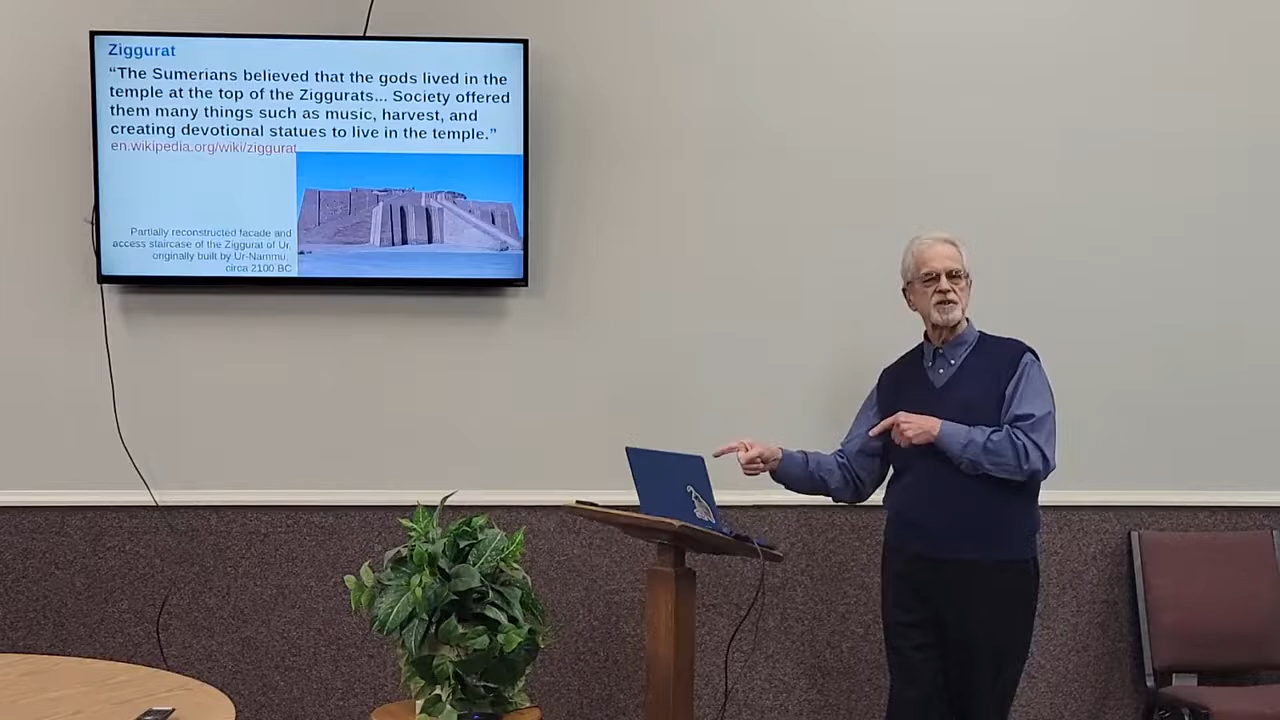 Ziggurat
“The Sumerians believed that the gods lived in the
temple at the top of the Ziggurats... Society offered
them many things such as music, harvest, and
creating devotional statues to live in the temple.”
en.wikipedia.org/wiki/ziggurat
Partially reconstructed facade and
access staircase of the Ziggurat of Ur,
originally built by Ur-Nammu,
circa 2100 BC